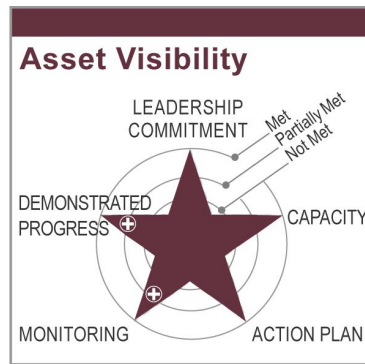 Asset Visibility
LEADERSHIP
COMMITMENT
Met
Partially Met
Not Met
DEMONSTRATED
PROGRESS
CAPACITY
MONITORING
ACTION PLAN